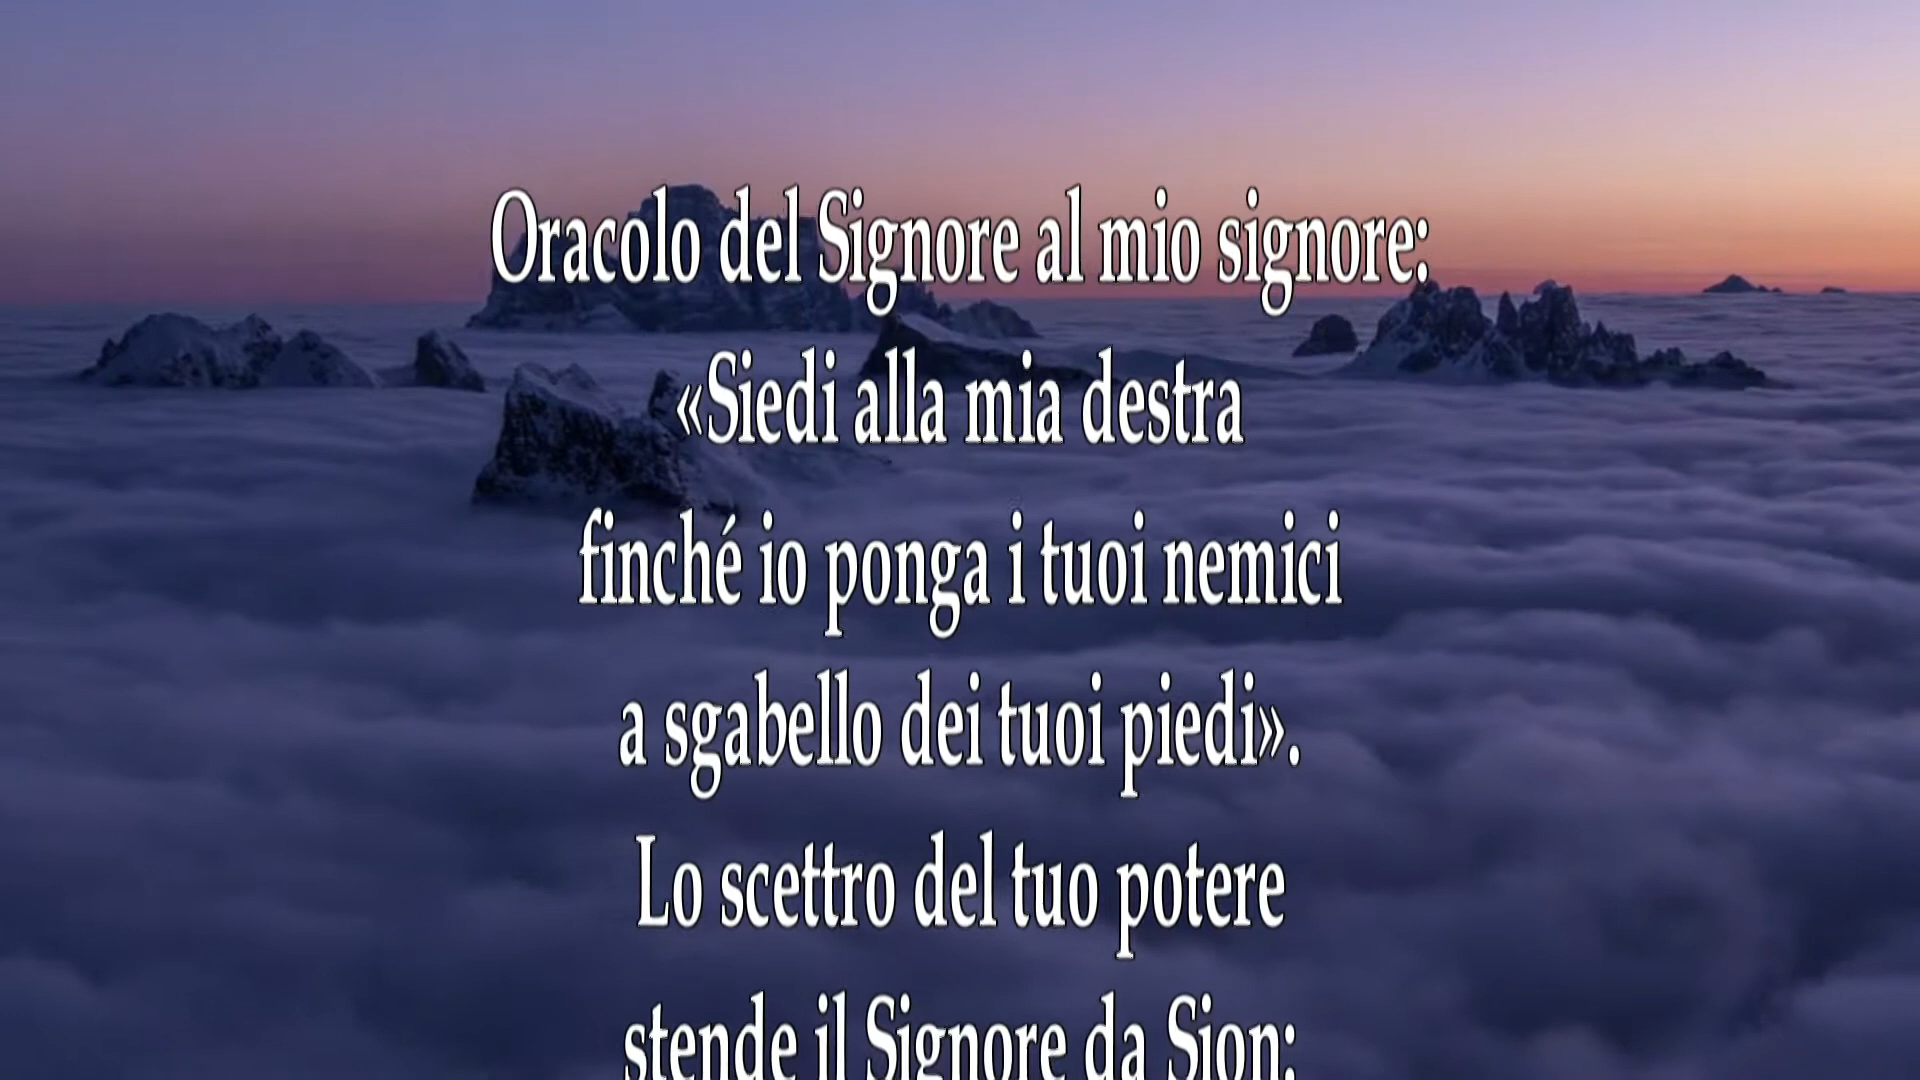 Oracolo del Signore al mio signore:
«Siedi alla mia destra
finché io ponga i tuoi nemici
a sgabello dei tuoi piedi».
Lo scettro del tuo potere
stende il Signore da Sion: